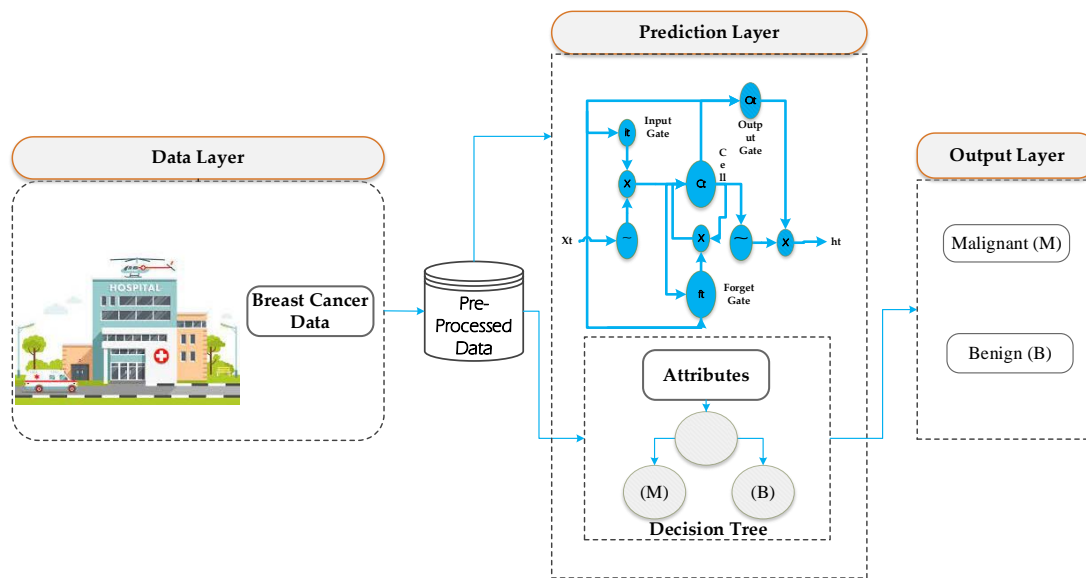 Prediction Layer
Data Layer
Output Layer
HOSPITAL
Breast Cancer
Data
Pre-
Processed
Data
it
Input
Gate
Ot
Outp
ut
Gate
C
e
ll
Ct
X
Xt
~
X
~
X
ht
ft
Forget
Gate
Attributes
(M)
(B)
Decision Tree
Malignant (M)
Benign (B)